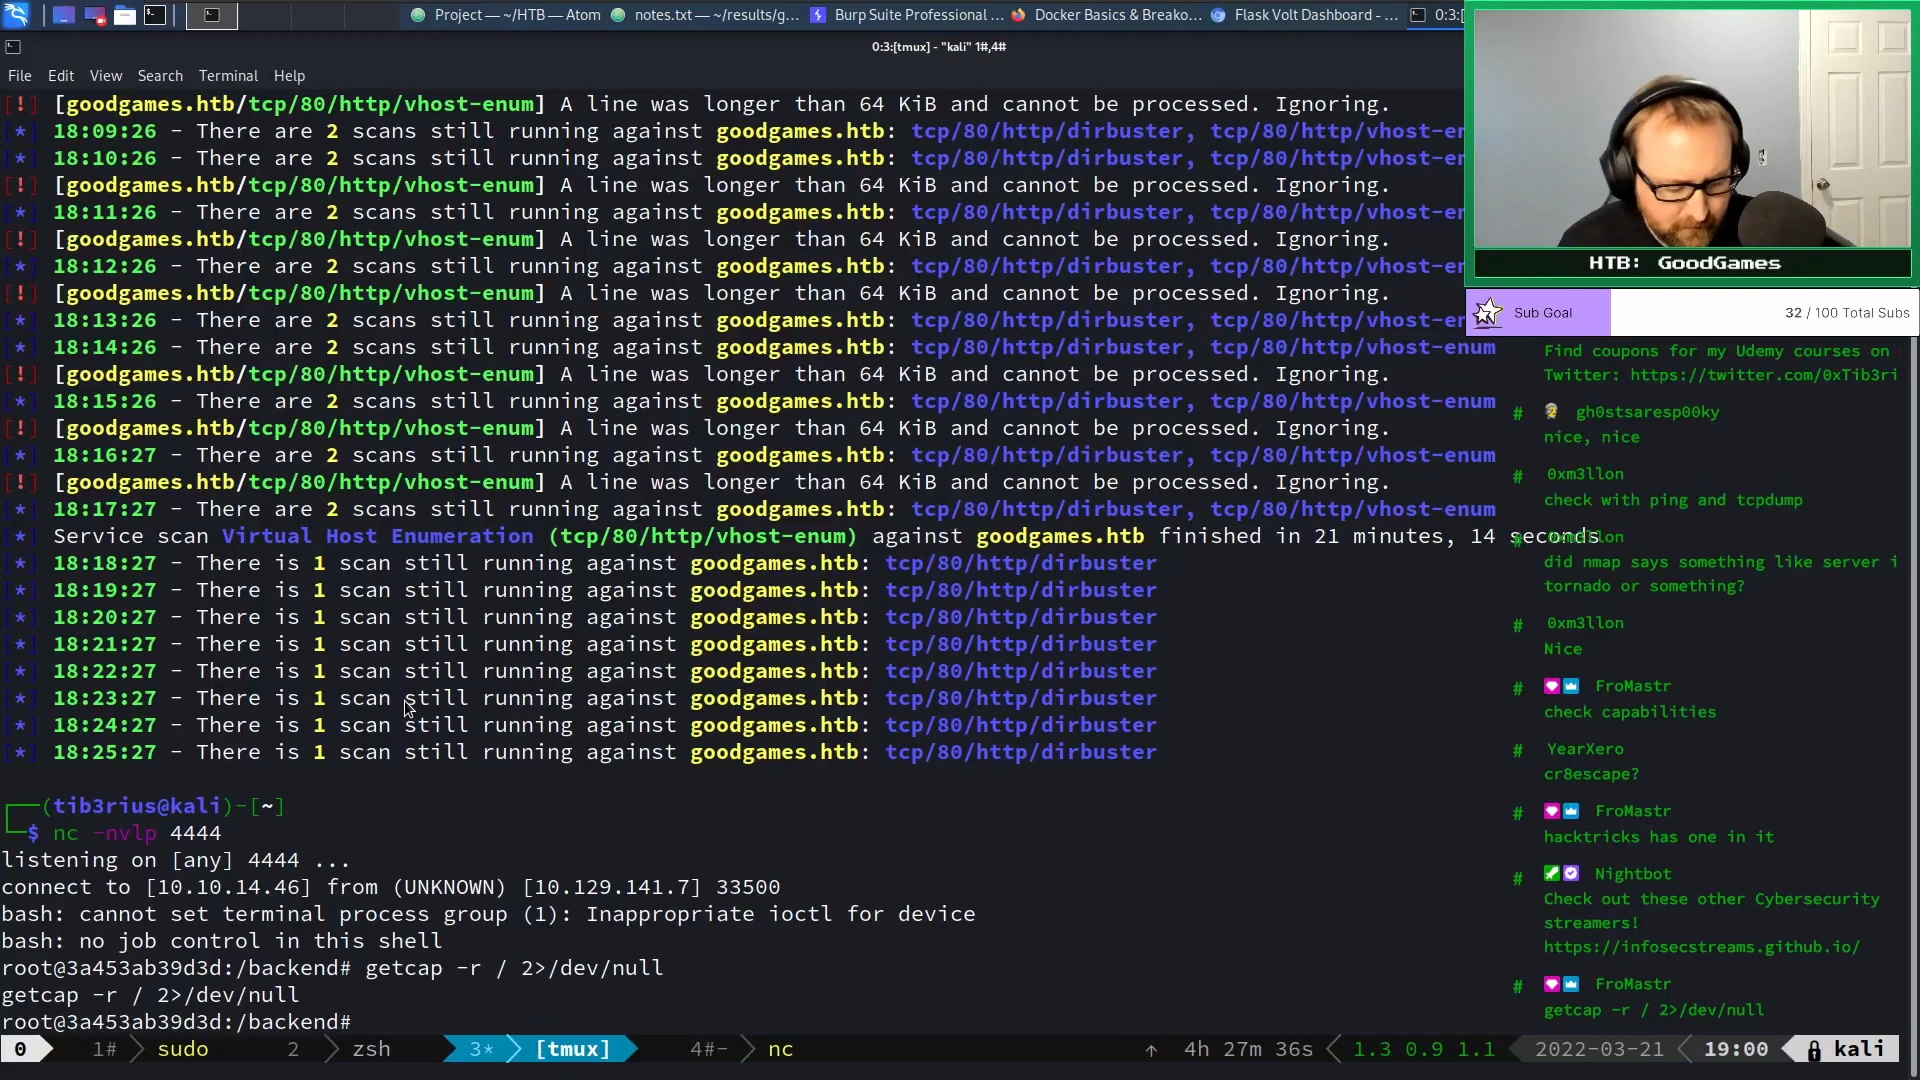 Project — ~/HTB — Atom
notes.txt — ~/results/g...
Burp Suite Professional ...
Docker Basics & Breako...
Flask Volt Dashboard - ...
0:3:[
0:3:[tmux] - "kali" 1#,4#
File Edit View Search Terminal Help
[!] [goodgames.htb/tcp/80/http/vhost-enum] A line was longer than 64 KiB and cannot be processed. Ignoring.
[*] 18:09:26 - There are 2 scans still running against goodgames.htb: tcp/80/http/dirbuster, tcp/80/http/vhost-en
[*] 18:10:26 - There are 2 scans still running against goodgames.htb: tcp/80/http/dirbuster, tcp/80/http/vhost-en
[!] [goodgames.htb/tcp/80/http/vhost-enum] A line was longer than 64 KiB and cannot be processed. Ignoring.
[*] 18:11:26 - There are 2 scans still running against goodgames.htb: tcp/80/http/dirbuster, tcp/80/http/vhost-en
[!] [goodgames.htb/tcp/80/http/vhost-enum] A line was longer than 64 KiB and cannot be processed. Ignoring.
[*] 18:12:26 - There are 2 scans still running against goodgames.htb: tcp/80/http/dirbuster, tcp/80/http/vhost-en
[!] [goodgames.htb/tcp/80/http/vhost-enum] A line was longer than 64 KiB and cannot be processed. Ignoring.
[*] 18:13:26 - There are 2 scans still running against goodgames.htb: tcp/80/http/dirbuster, tcp/80/http/vhost-en
[*] 18:14:26 - There are 2 scans still running against goodgames.htb: tcp/80/http/dirbuster, tcp/80/http/vhost-enum
[!] [goodgames.htb/tcp/80/http/vhost-enum] A line was longer than 64 KiB and cannot be processed. Ignoring.
[*] 18:15:26 - There are 2 scans still running against goodgames.htb: tcp/80/http/dirbuster, tcp/80/http/vhost-enum
[!] [goodgames.htb/tcp/80/http/vhost-enum] A line was longer than 64 KiB and cannot be processed. Ignoring.
[*] 18:16:27 - There are 2 scans still running against goodgames.htb: tcp/80/http/dirbuster, tcp/80/http/vhost-enum
[!] [goodgames.htb/tcp/80/http/vhost-enum] A line was longer than 64 KiB and cannot be processed. Ignoring.
[*] 18:17:27 - There are 2 scans still running against goodgames.htb: tcp/80/http/dirbuster, tcp/80/http/vhost-enum
[*] Service scan Virtual Host Enumeration (tcp/80/http/vhost-enum) against goodgames.htb finished in 21 minutes, 14 seconds
[*] 18:18:27 - There is 1 scan still running against goodgames.htb: tcp/80/http/dirbuster
[*] 18:19:27 - There is 1 scan still running against goodgames.htb: tcp/80/http/dirbuster
[*] 18:20:27 - There is 1 scan still running against goodgames.htb: tcp/80/http/dirbuster
[*] 18:21:27 - There is 1 scan still running against goodgames.htb: tcp/80/http/dirbuster
[*] 18:22:27 - There is 1 scan still running against goodgames.htb: tcp/80/http/dirbuster
[*] 18:23:27 - There is 1 scan still running against goodgames.htb: tcp/80/http/dirbuster
[*] 18:24:27 - There is 1 scan still running against goodgames.htb: tcp/80/http/dirbuster
[*] 18:25:27 - There is 1 scan still running against goodgames.htb: tcp/80/http/dirbuster
(tib3rius@kali)-[~]
$ nc -nvlp 4444
listening on [any] 4444 ...
connect to [10.10.14.46] from (UNKNOWN) [10.129.141.7] 33500
bash: cannot set terminal process group (1): Inappropriate ioctl for device
bash: no job control in this shell
root@3a453ab39d3d:/backend# getcap -r / 2>/dev/null
getcap -r / 2>/dev/null
root@3a453ab39d3d:/backend#
0 1# sudo 2 zsh 3* [tmux] 4#- nc ↑ 4h 27m 36s 1.3 0.9 1.1 2022-03-21 19:00 kali
HTB: GoodGames
Sub Goal 32 / 100 Total Subs
Find coupons for my Udemy courses on
Twitter: https://twitter.com/0xTib3ri
# gh0stsaresp00ky
nice, nice
# 0xm3llon
check with ping and tcpdump
did nmap says something like server i
tornado or something?
# 0xm3llon
Nice
# FroMastr
check capabilities
# YearXero
cr8escape?
# FroMastr
hacktricks has one in it
# Nightbot
Check out these other Cybersecurity
streamers!
https://infosecstreams.github.io/
# FroMastr
getcap -r / 2>/dev/null